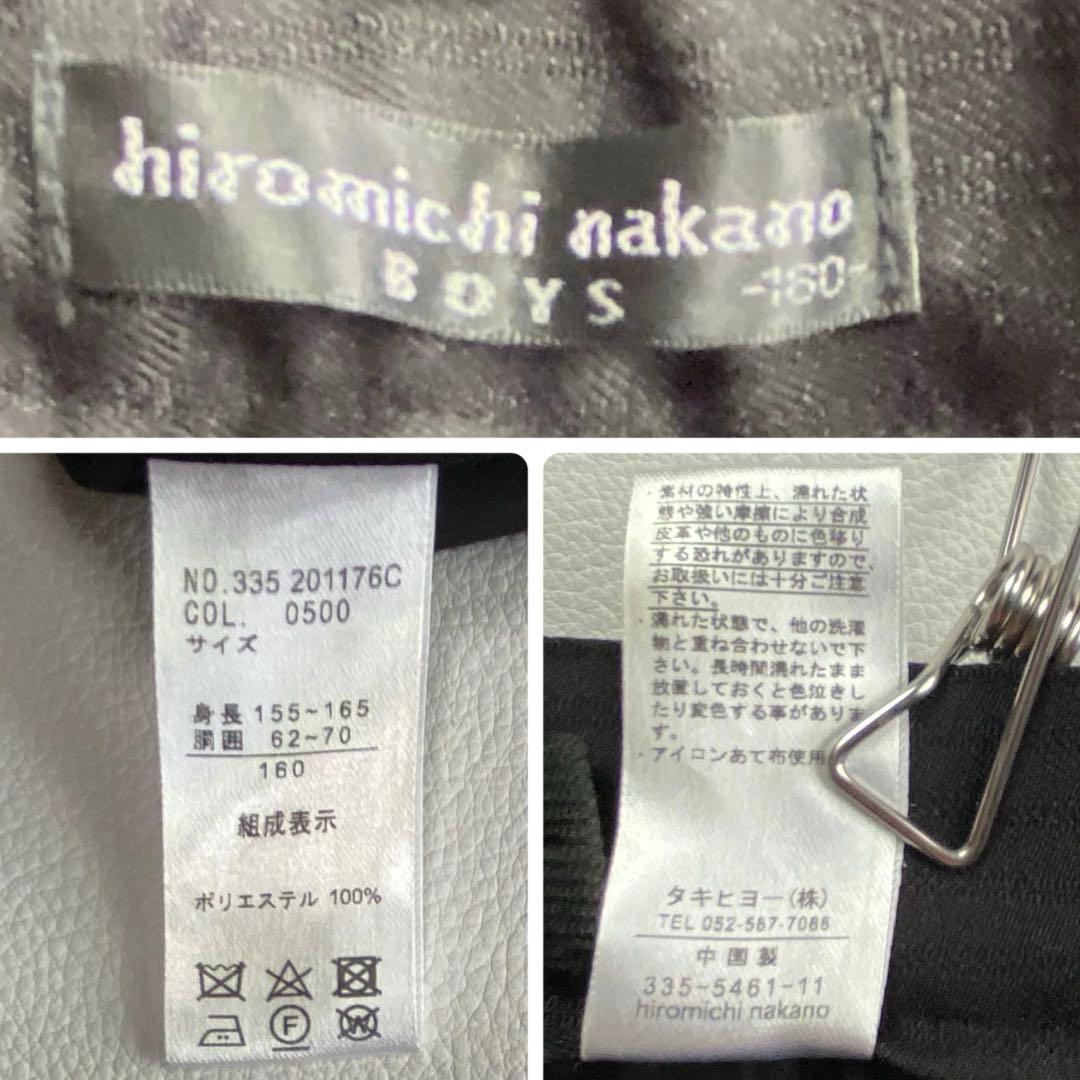 hiromichi nakano
BOYS -160-
NO.335 201176C
COL. 0500
サイズ
身長 155~165
胴囲 62~70
160
組成表示
ポリエステル 100%
F
W
・素材の特性上、濡れた状
態や強い摩擦により合成
皮革や他のものに色移り
する恐れがありますので、
お取扱いには十分ご注意
下さい。
・濡れた状態で、他の洗濯
物と重ね合わせないで下
さい。長時間濡れたまま
放置しておくと色泣きし
たり変色する事がありま
す。
・アイロンあて布使用
タキヒヨー(株)
TEL 052-587-7086
中国製
335-5461-11
hiromichi nakano